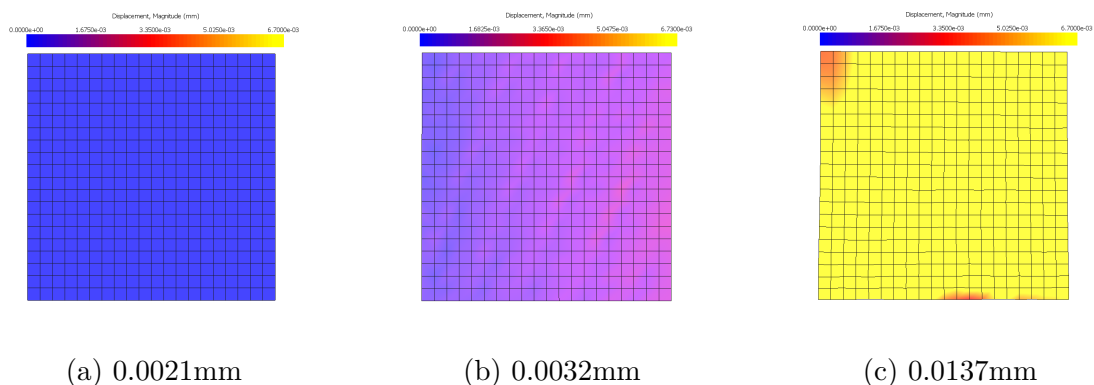 Displacement, Magnitude (mm)
0.0000e+00 1.6750e-03 3.3500e-03 5.0250e-03 6.7000e-03
Displacement, Magnitude (mm)
0.0000e+00 1.6825e-03 3.3650e-03 5.0475e-03 6.7300e-03
Displacement, Magnitude (mm)
0.0000e+00 1.6750e-03 3.3500e-03 5.0250e-03 6.7000e-03
(a) 0.0021mm
(b) 0.0032mm
(c) 0.0137mm